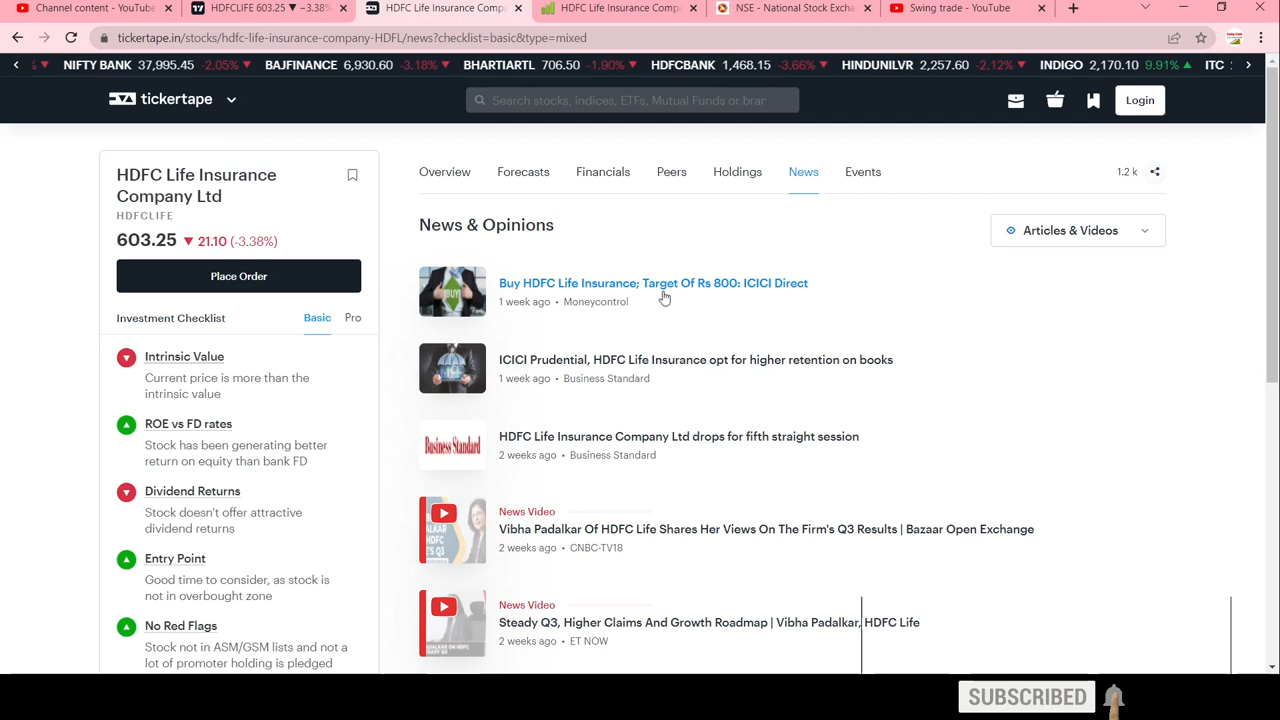 Channel content - YouTube
HDFCLIFE 603.25 ▼ −3.38%
HDFC Life Insurance Compa
HDFC Life Insurance Company
NSE - National Stock Exchan
Swing trade - YouTube
tickertape.in/stocks/hdfc-life-insurance-company-HDFL/news?checklist=basic&type=mixed
% ▼ NIFTY BANK 37,995.45 -2.05% ▼ BAJFINANCE 6,930.60 -3.18% ▼ BHARTIARTL 706.50 -1.90% ▼ HDFCBANK 1,468.15 -3.66% ▼ HINDUNILVR 2,257.60 -2.12% ▼ INDIGO 2,170.10 9.91% ▲ ITC
tickertape
Search stocks, indices, ETFs, Mutual Funds or brar
Login
HDFC Life Insurance
Company Ltd
HDFCLIFE
603.25 ▼ 21.10 (-3.38%)
Place Order
Investment Checklist Basic Pro
Intrinsic Value
Current price is more than the
intrinsic value
ROE vs FD rates
Stock has been generating better
return on equity than bank FD
Dividend Returns
Stock doesn't offer attractive
dividend returns
Entry Point
Good time to consider, as stock is
not in overbought zone
No Red Flags
Stock not in ASM/GSM lists and not a
lot of promoter holding is pledged
Overview Forecasts Financials Peers Holdings News Events 1.2 k
News & Opinions
Articles & Videos
BUY!
Buy HDFC Life Insurance; Target Of Rs 800: ICICI Direct
1 week ago • Moneycontrol
ICICI Prudential, HDFC Life Insurance opt for higher retention on books
1 week ago • Business Standard
Business Standard
HDFC Life Insurance Company Ltd drops for fifth straight session
2 weeks ago • Business Standard
News Video
Vibha Padalkar Of HDFC Life Shares Her Views On The Firm's Q3 Results | Bazaar Open Exchange
2 weeks ago • CNBC-TV18
News Video
Steady Q3, Higher Claims And Growth Roadmap | Vibha Padalkar, HDFC Life
2 weeks ago • ET NOW
SUBSCRIBED